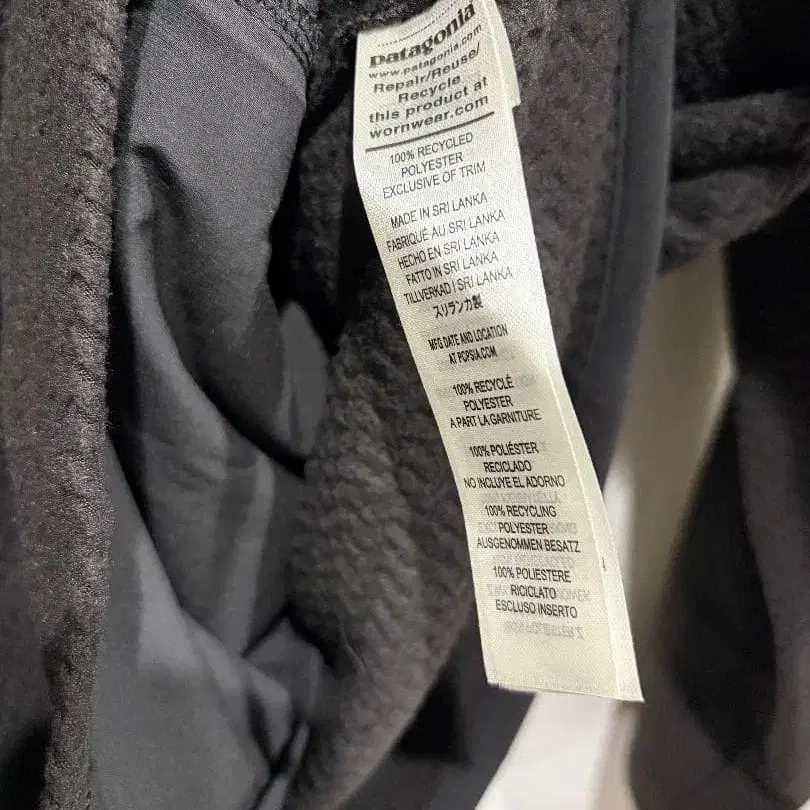 patagonia
www.patagonia.com
Repair/Reuse/
Recycle
this product at
wornwear.com
100% RECYCLED
POLYESTER
EXCLUSIVE OF TRIM
MADE IN SRI LANKA
FABRIQUÉ AU SRI LANKA
HECHO EN SRI LANKA
FATTO IN SRI LANKA
TILLVERKAD I SRI LANKA
スリランカ製
MFG DATE AND LOCATION
AT PCPSIA.COM
100% RECYCLÉ
POLYESTER
A PART LA GARNITURE
100% POLIÉSTER
RECICLADO
NO INCLUYE EL ADORNO
100% RECYCLING
POLYESTER
AUSGENOMMEN BESATZ
100% POLIESTERE
RICICLATO
ESCLUSO INSERTO